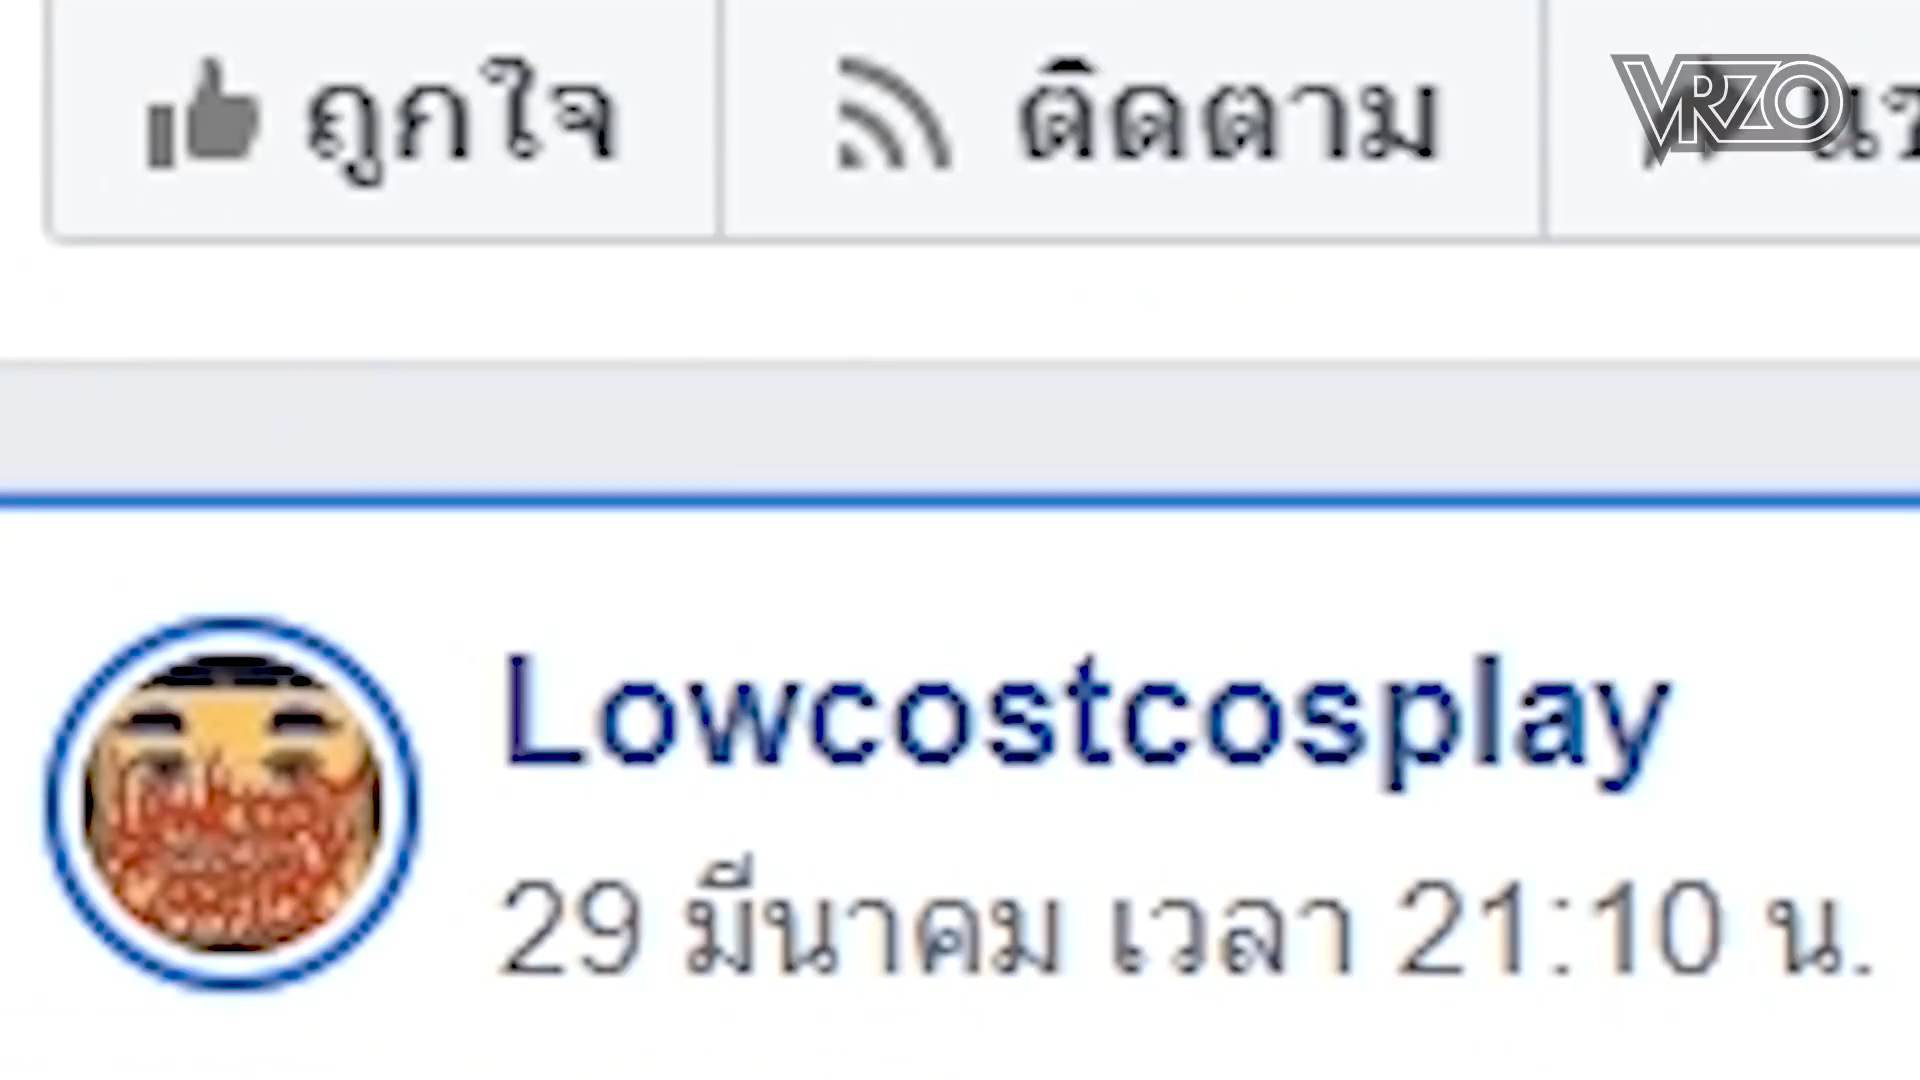 ถูกใจ
ติดตาม
VRZO
Lowcostcosplay
29 มีนาคม เวลา 21:10 น.